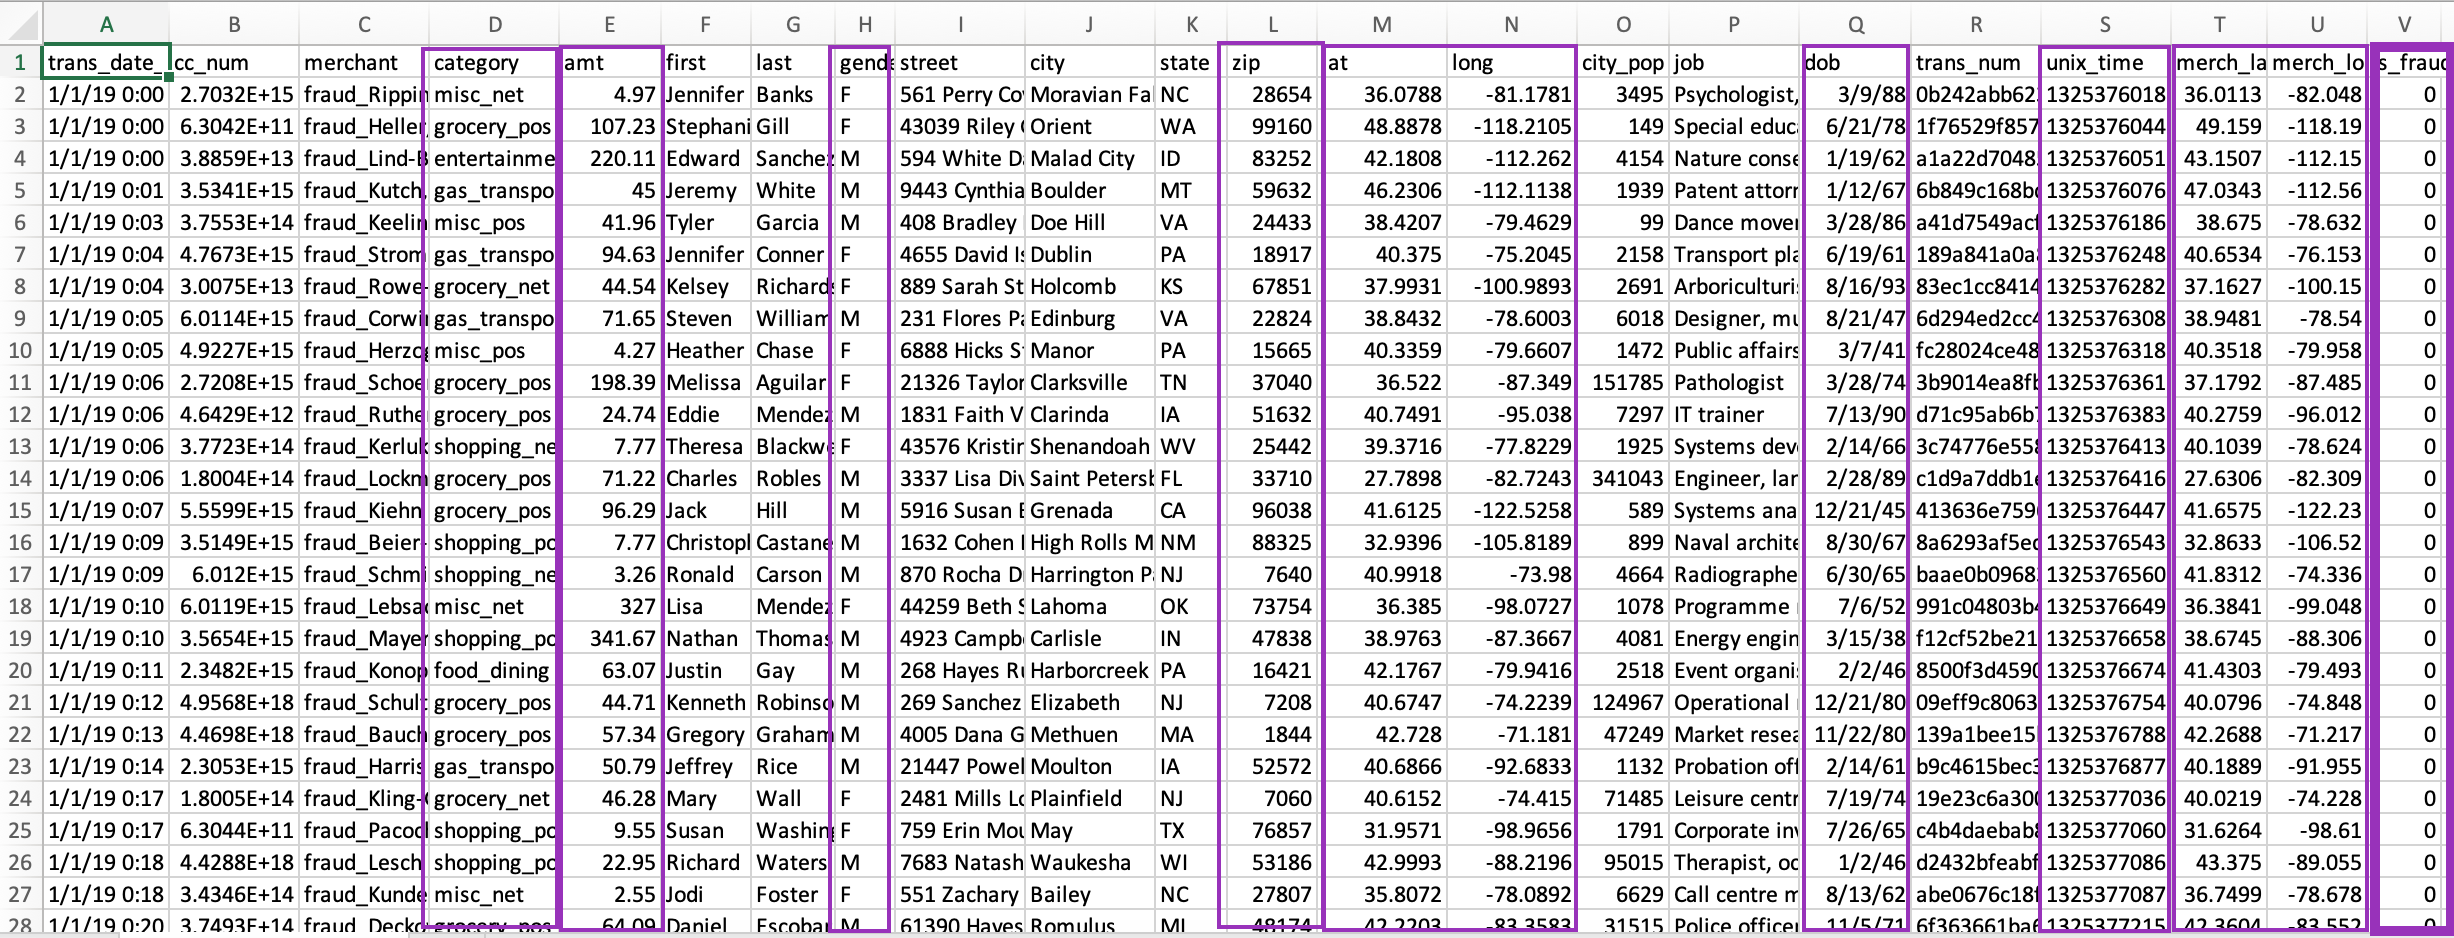 A B C D E F G H I J K L M N O P Q R S T U V
1 trans_date_ cc_num merchant category amt first last gende street city state zip at long city_pop job dob trans_num unix_time merch_la merch_lo s_fraud
2 1/1/19 0:00 2.7032E+15 fraud_Rippin misc_net 4.97 Jennifer Banks F 561 Perry Co Moravian Fa NC 28654 36.0788 -81.1781 3495 Psychologist, 3/9/88 0b242abb62 1325376018 36.0113 -82.048 0
3 1/1/19 0:00 6.3042E+11 fraud_Heller grocery_pos 107.23 Stephani Gill F 43039 Riley Orient WA 99160 48.8878 -118.2105 149 Special educ 6/21/78 1f76529f857 1325376044 49.159 -118.19 0
4 1/1/19 0:00 3.8859E+13 fraud_Lind-B entertainme 220.11 Edward Sanchez M 594 White D Malad City ID 83252 42.1808 -112.262 4154 Nature conse 1/19/62 a1a22d7048 1325376051 43.1507 -112.15 0
5 1/1/19 0:01 3.5341E+15 fraud_Kutch, gas_transpo 45 Jeremy White M 9443 Cynthia Boulder MT 59632 46.2306 -112.1138 1939 Patent attorr 1/12/67 6b849c168b 1325376076 47.0343 -112.56 0
6 1/1/19 0:03 3.7553E+14 fraud_Keelin misc_pos 41.96 Tyler Garcia M 408 Bradley Doe Hill VA 24433 38.4207 -79.4629 99 Dance move 3/28/86 a41d7549acf 1325376186 38.675 -78.632 0
7 1/1/19 0:04 4.7673E+15 fraud_Strom gas_transpo 94.63 Jennifer Conner F 4655 David Is Dublin PA 18917 40.375 -75.2045 2158 Transport pla 6/19/61 189a841a0a 1325376248 40.6534 -76.153 0
8 1/1/19 0:04 3.0075E+13 fraud_Rowe- grocery_net 44.54 Kelsey Richards F 889 Sarah St Holcomb KS 67851 37.9931 -100.9893 2691 Arboriculturi 8/16/93 83ec1cc8414 1325376282 37.1627 -100.15 0
9 1/1/19 0:05 6.0114E+15 fraud_Corwi gas_transpo 71.65 Steven William M 231 Flores Pa Edinburg VA 22824 38.8432 -78.6003 6018 Designer, mu 8/21/47 6d294ed2cc4 1325376308 38.9481 -78.54 0
10 1/1/19 0:05 4.9227E+15 fraud_Herzo misc_pos 4.27 Heather Chase F 6888 Hicks S Manor PA 15665 40.3359 -79.6607 1472 Public affairs 3/7/41 fc28024ce48 1325376318 40.3518 -79.958 0
11 1/1/19 0:06 2.7208E+15 fraud_Schoe grocery_pos 198.39 Melissa Aguilar F 21326 Taylor Clarksville TN 37040 36.522 -87.349 151785 Pathologist 3/28/74 3b9014ea8fb 1325376361 37.1792 -87.485 0
12 1/1/19 0:06 4.6429E+12 fraud_Ruthe grocery_pos 24.74 Eddie Mendez M 1831 Faith V Clarinda IA 51632 40.7491 -95.038 7297 IT trainer 7/13/90 d71c95ab6b 1325376383 40.2759 -96.012 0
13 1/1/19 0:06 3.7723E+14 fraud_Kerluk shopping_ne 7.77 Theresa Blackwe F 43576 Kristin Shenandoah WV 25442 39.3716 -77.8229 1925 Systems dev 2/14/66 3c74776e558 1325376413 40.1039 -78.624 0
14 1/1/19 0:06 1.8004E+14 fraud_Lockm grocery_pos 71.22 Charles Robles M 3337 Lisa Div Saint Petersb FL 33710 27.7898 -82.7243 341043 Engineer, lar 2/28/89 c1d9a7ddb1 1325376416 27.6306 -82.309 0
15 1/1/19 0:07 5.5599E+15 fraud_Kiehn grocery_pos 96.29 Jack Hill M 5916 Susan Grenada CA 96038 41.6125 -122.5258 589 Systems ana 12/21/45 413636e759 1325376447 41.6575 -122.23 0
16 1/1/19 0:09 3.5149E+15 fraud_Beier- shopping_po 7.77 Christopl Castane M 1632 Cohen High Rolls M NM 88325 32.9396 -105.8189 899 Naval archite 8/30/67 8a6293af5ec 1325376543 32.8633 -106.52 0
17 1/1/19 0:09 6.012E+15 fraud_Schmi shopping_ne 3.26 Ronald Carson M 870 Rocha D Harrington P NJ 7640 40.9918 -73.98 4664 Radiographe 6/30/65 baae0b0968 1325376560 41.8312 -74.336 0
18 1/1/19 0:10 6.0119E+15 fraud_Lebsa misc_net 327 Lisa Mendez F 44259 Beth S Lahoma OK 73754 36.385 -98.0727 1078 Programme 7/6/52 991c04803b4 1325376649 36.3841 -99.048 0
19 1/1/19 0:10 3.5654E+15 fraud_Mayer shopping_po 341.67 Nathan Thomas M 4923 Campb Carlisle IN 47838 38.9763 -87.3667 4081 Energy engin 3/15/38 f12cf52be21 1325376658 38.6745 -88.306 0
20 1/1/19 0:11 2.3482E+15 fraud_Konop food_dining 63.07 Justin Gay M 268 Hayes Ru Harborcreek PA 16421 42.1767 -79.9416 2518 Event organi 2/2/46 8500f3d4590 1325376674 41.4303 -79.493 0
21 1/1/19 0:12 4.9568E+18 fraud_Schult grocery_pos 44.71 Kenneth Robinso M 269 Sanchez Elizabeth NJ 7208 40.6747 -74.2239 124967 Operational 12/21/80 09eff9c8063 1325376754 40.0796 -74.848 0
22 1/1/19 0:13 4.4698E+18 fraud_Bauch grocery_pos 57.34 Gregory Graham M 4005 Dana G Methuen MA 1844 42.728 -71.181 47249 Market resea 11/22/80 139a1bee15 1325376788 42.2688 -71.217 0
23 1/1/19 0:14 2.3053E+15 fraud_Harris gas_transpo 50.79 Jeffrey Rice M 21447 Powel Moulton IA 52572 40.6866 -92.6833 1132 Probation off 2/14/61 b9c4615bec3 1325376877 40.1889 -91.955 0
24 1/1/19 0:17 1.8005E+14 fraud_Kling- grocery_net 46.28 Mary Wall F 2481 Mills Lo Plainfield NJ 7060 40.6152 -74.415 71485 Leisure centr 7/19/74 19e23c6a300 1325377036 40.0219 -74.228 0
25 1/1/19 0:17 6.3044E+11 fraud_Pacoc shopping_po 9.55 Susan Washin F 759 Erin Mou May TX 76857 31.9571 -98.9656 1791 Corporate inv 7/26/65 c4b4daebab 1325377060 31.6264 -98.61 0
26 1/1/19 0:18 4.4288E+18 fraud_Lesch shopping_po 22.95 Richard Waters M 7683 Natash Waukesha WI 53186 42.9993 -88.2196 95015 Therapist, oc 1/2/46 d2432bfeabf 1325377086 43.375 -89.055 0
27 1/1/19 0:18 3.4346E+14 fraud_Kunde misc_net 2.55 Jodi Foster F 551 Zachary Bailey NC 27807 35.8072 -78.0892 6629 Call centre m 8/13/62 abe0676c18f 1325377087 36.7499 -78.678 0
28 1/1/19 0:20 3.7493E+14 fraud_Decko grocery_pos 64.09 Daniel Escobar M 61390 Hayes Romulus MI 48174 42.2203 -83.3583 31515 Police officer 11/5/71 6f363661ba6 1325377215 42.3604 -83.552 0